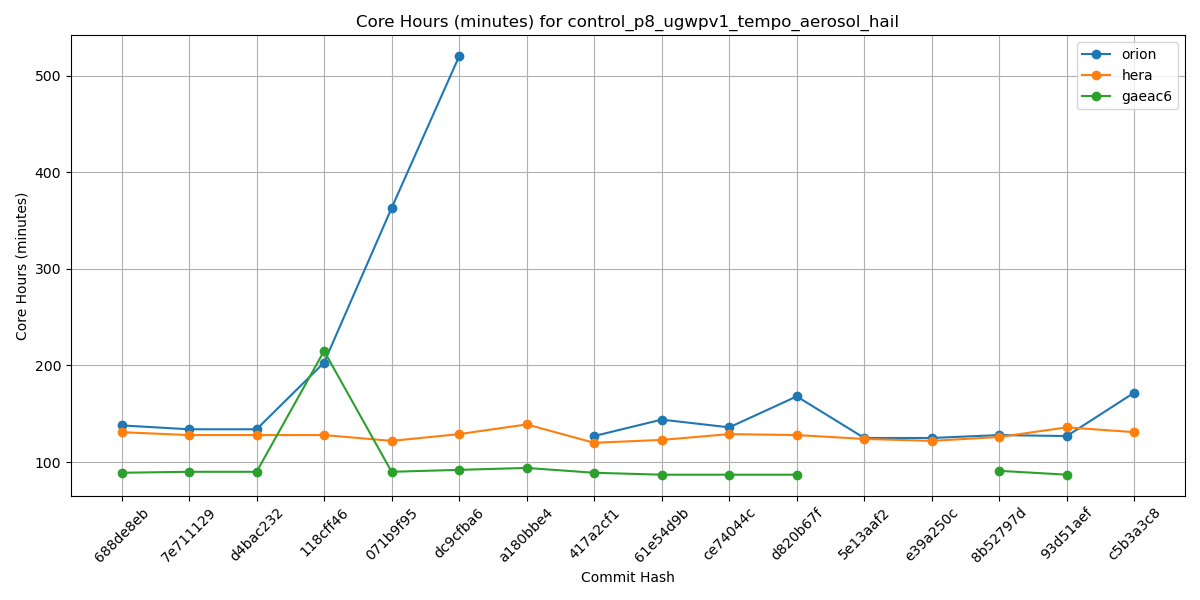 Core Hours (minutes) for control_p8_ugwpv1_tempo_aerosol_hail
orion
hera
gaeac6
Core Hours (minutes)
500
400
300
200
100
688de8eb
7e711129
d4bac232
118cff46
071b9f95
dc9cfba6
a180bbe4
417a2cf1
61e54d9b
ce74044c
d820b67f
5e13aaf2
e39a250c
8b52797d
93d51aef
c5b3a3c8
Commit Hash